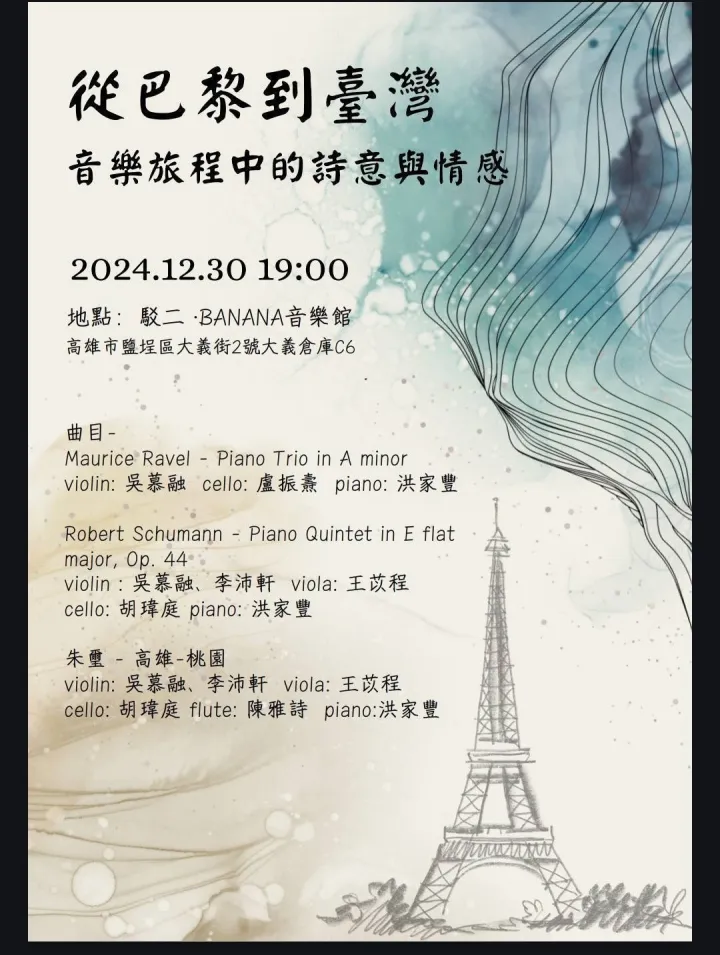 從巴黎到臺灣
音樂旅程中的詩意與情感
2024.12.30 19:00
地點：駁二 ·BANANA音樂館
高雄市鹽埕區大義街2號大義倉庫C6
曲目-
Maurice Ravel - Piano Trio in A minor
violin: 吳慕融 cello: 盧振燾 piano: 洪家豐
Robert Schumann - Piano Quintet in E flat
major, Op. 44
violin : 吳慕融、李沛軒 viola: 王苡程
cello: 胡瑋庭 piano: 洪家豐
朱璽 - 高雄-桃園
violin: 吳慕融、李沛軒 viola: 王苡程
cello: 胡瑋庭 flute: 陳雅詩 piano:洪家豐